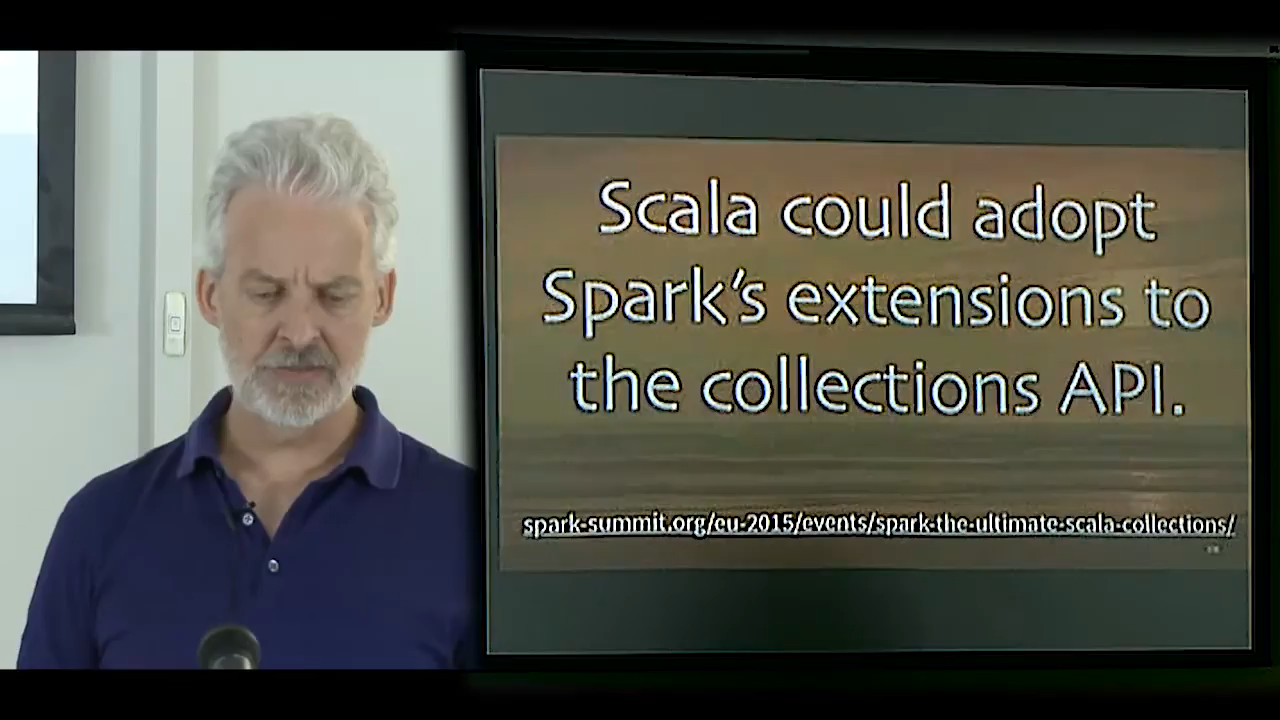 Scala could adopt
Spark's extensions to
the collections API.
spark-summit.org/eu-2015/events/spark-the-ultimate-scala-collections/